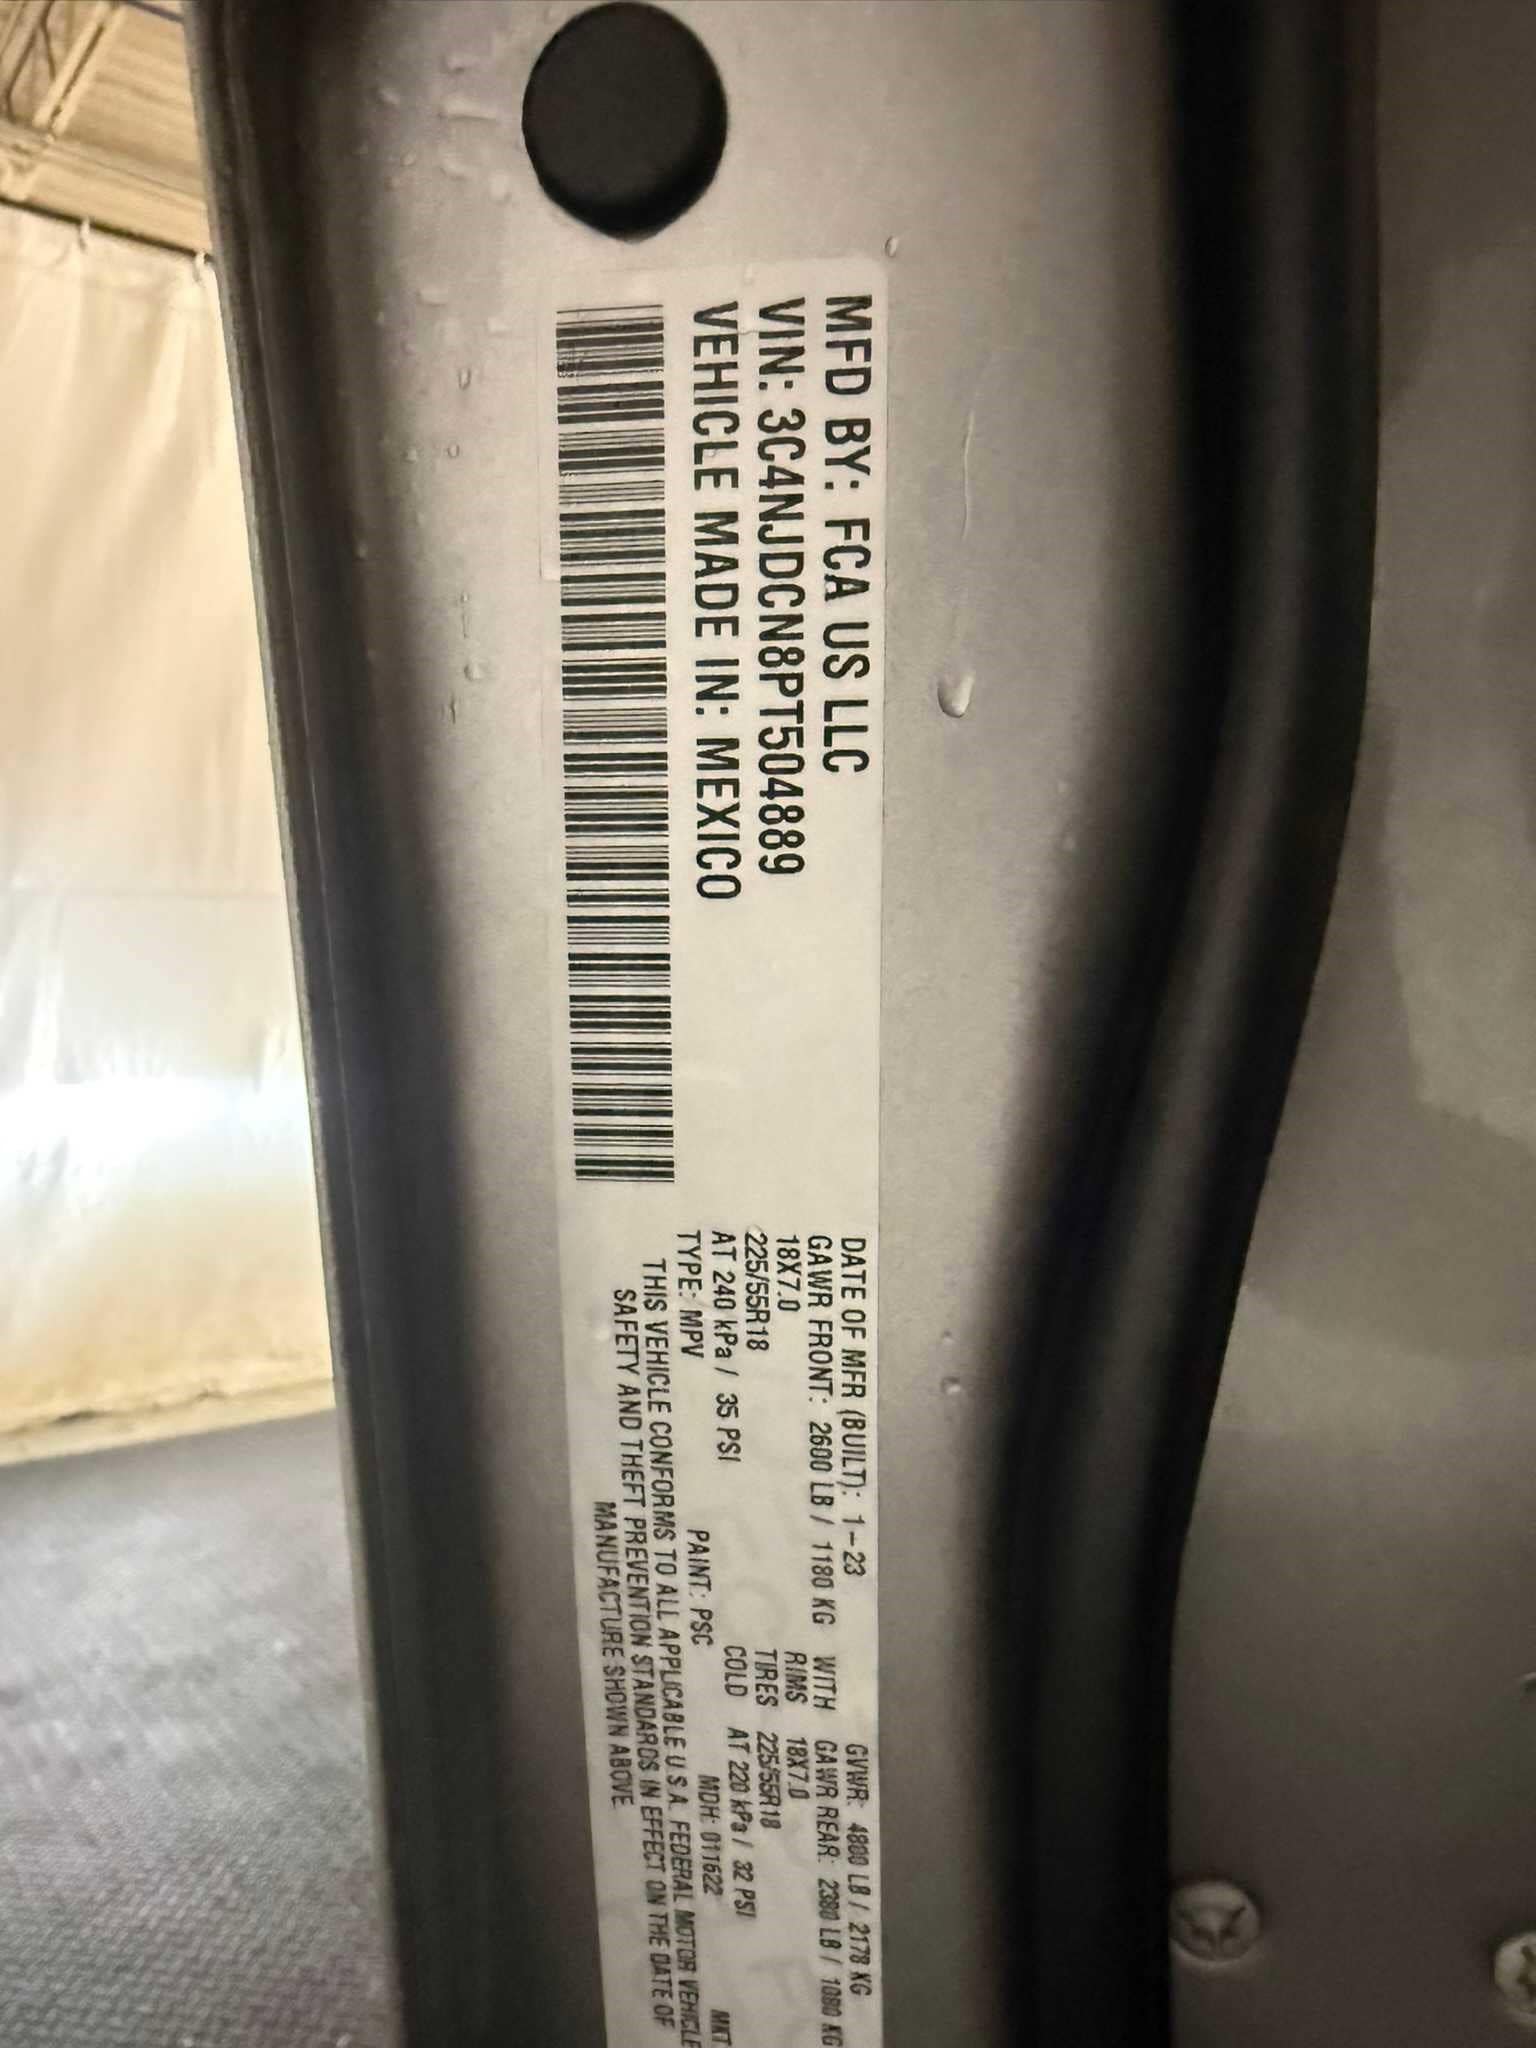 MFD BY: FCA US LLC
VIN: 3C4NJDCN8PT504889
VEHICLE MADE IN: MEXICO
DATE OF MFR (BUILT): 1-23 GVWR: 4800 LB / 2178 KG
GAWR FRONT: 2600 LB / 1180 KG WITH GAWR REAR: 2380 LB / 1080 KG
18X7.0 RIMS 18X7.0
225/55R18 TIRES 225/55R18
AT 240 kPa / 35 PSI COLD AT 220 kPa / 32 PSI
TYPE: MPV PAINT: PSC MDH: 011622 MKT
THIS VEHICLE CONFORMS TO ALL APPLICABLE U.S.A. FEDERAL MOTOR VEHICLE
SAFETY AND THEFT PREVENTION STANDARDS IN EFFECT ON THE DATE OF
MANUFACTURE SHOWN ABOVE